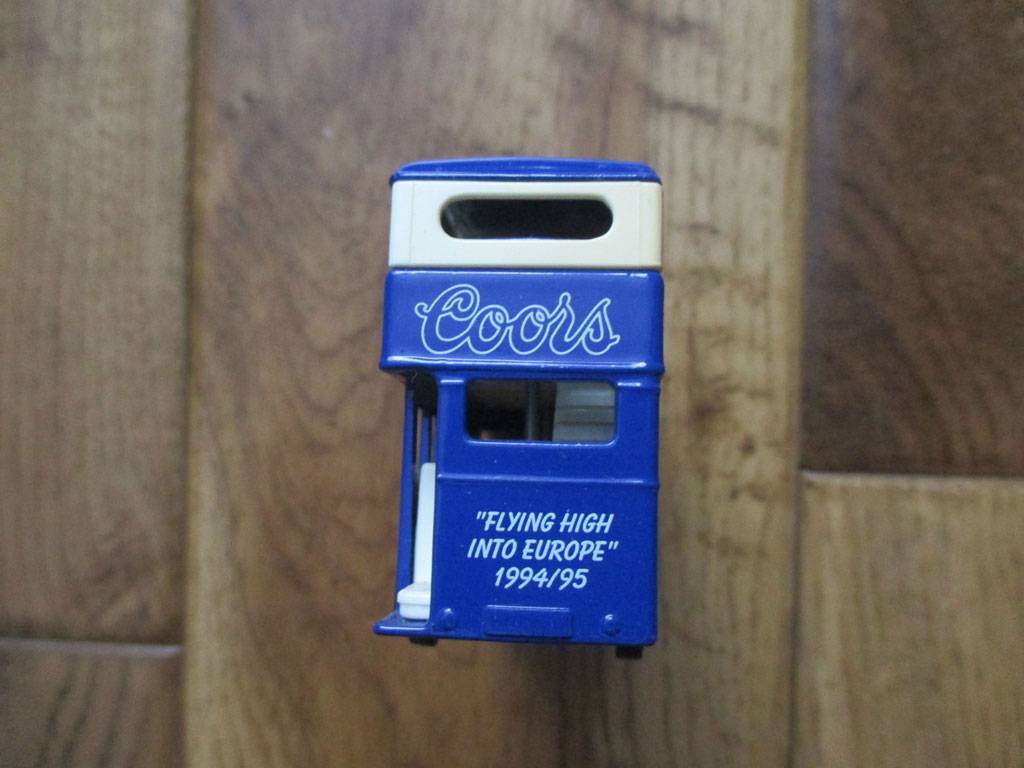 Coors
"FLYING HIGH
INTO EUROPE"
1994/95